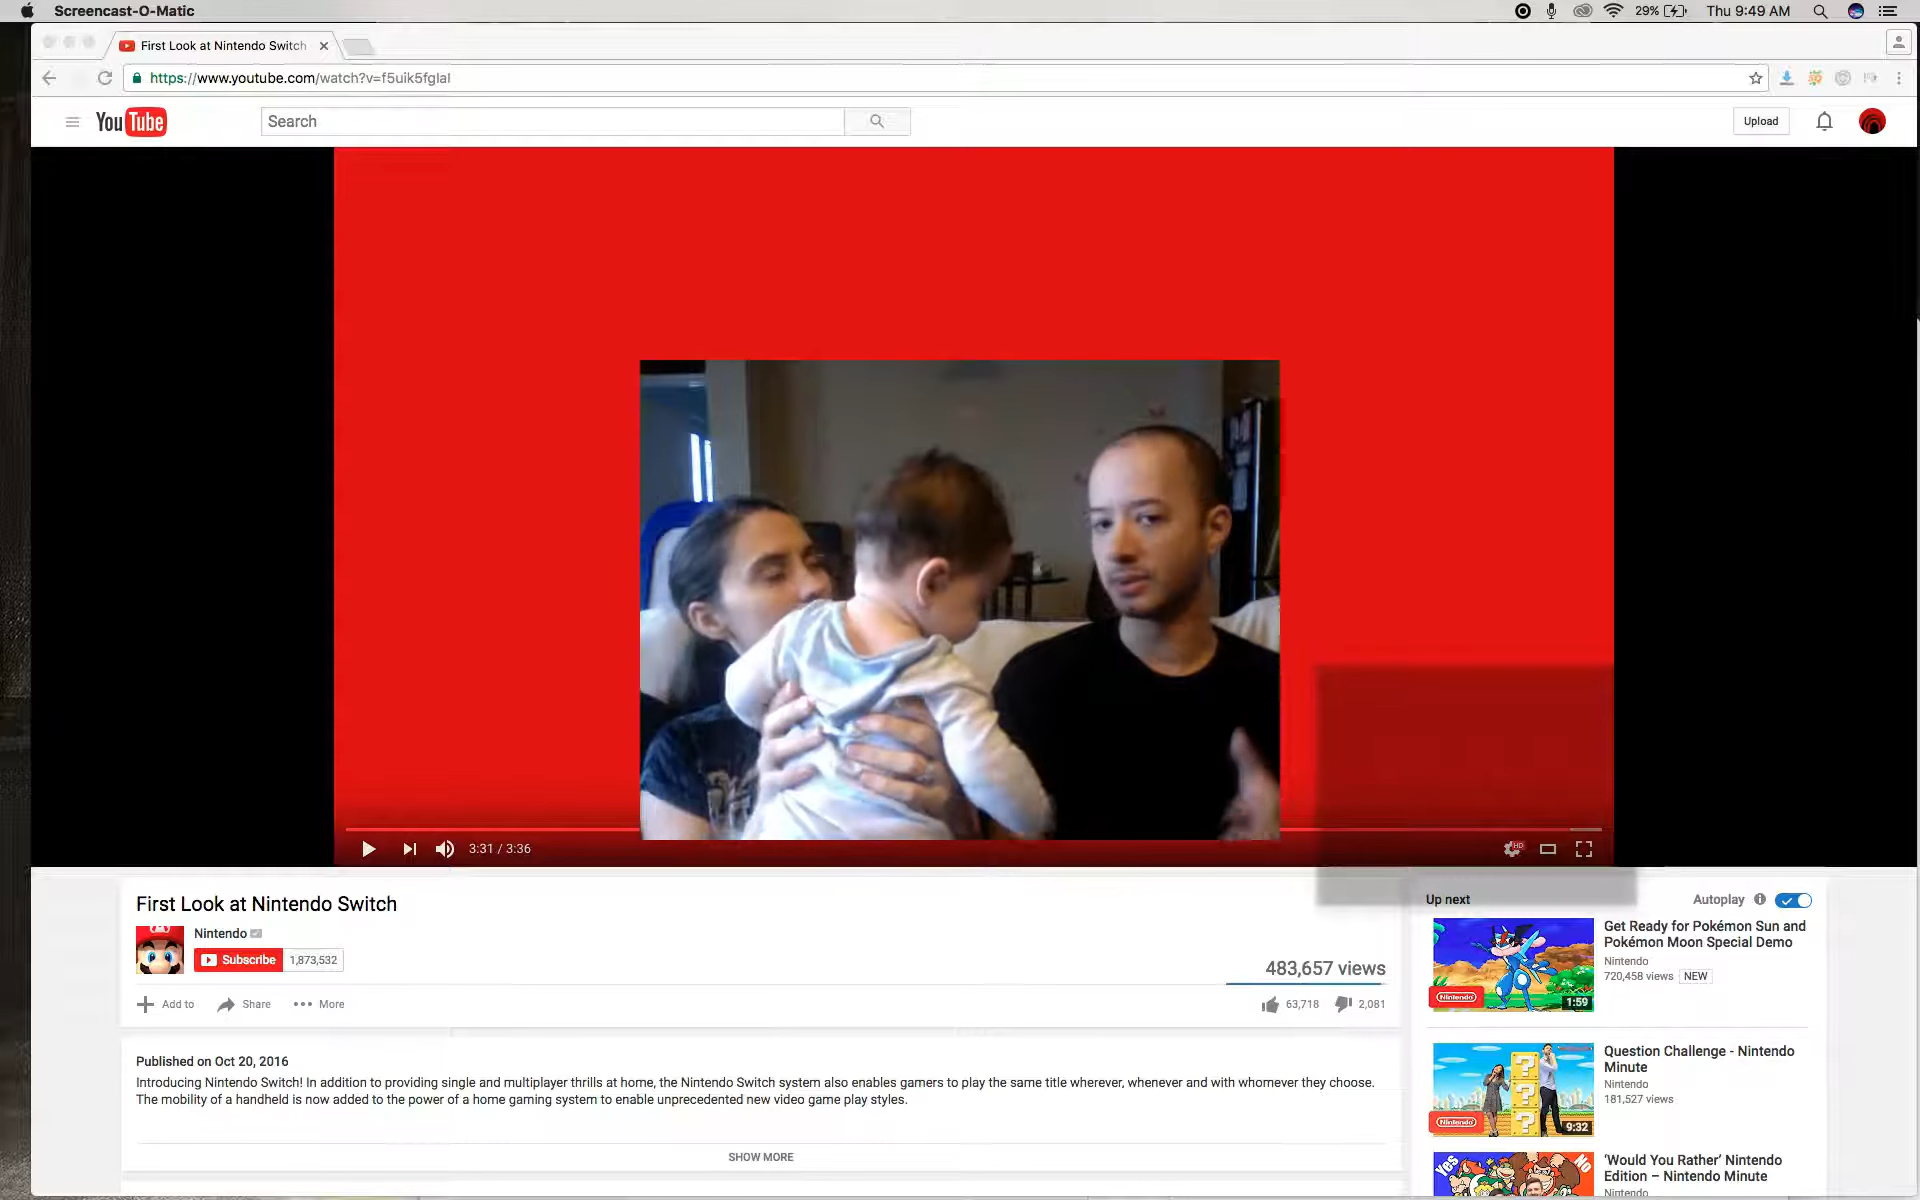 Screencast-O-Matic
29%
Thu 9:49 AM
First Look at Nintendo Switch
https://www.youtube.com/watch?v=f5uik5fglaI
YouTube
Search
Upload
3:31 / 3:36
HD
First Look at Nintendo Switch
Nintendo
Subscribe 1,873,532
483,657 views
Add to
Share
More
63,718
2,081
Published on Oct 20, 2016
Introducing Nintendo Switch! In addition to providing single and multiplayer thrills at home, the Nintendo Switch system also enables gamers to play the same title wherever, whenever and with whomever they choose.
The mobility of a handheld is now added to the power of a home gaming system to enable unprecedented new video game play styles.
SHOW MORE
Up next
Autoplay
Nintendo
1:59
Get Ready for Pokémon Sun and
Pokémon Moon Special Demo
Nintendo
720,458 views NEW
Nintendo
9:32
Question Challenge - Nintendo
Minute
Nintendo
181,527 views
Yes
No
'Would You Rather' Nintendo
Edition – Nintendo Minute
Nintendo